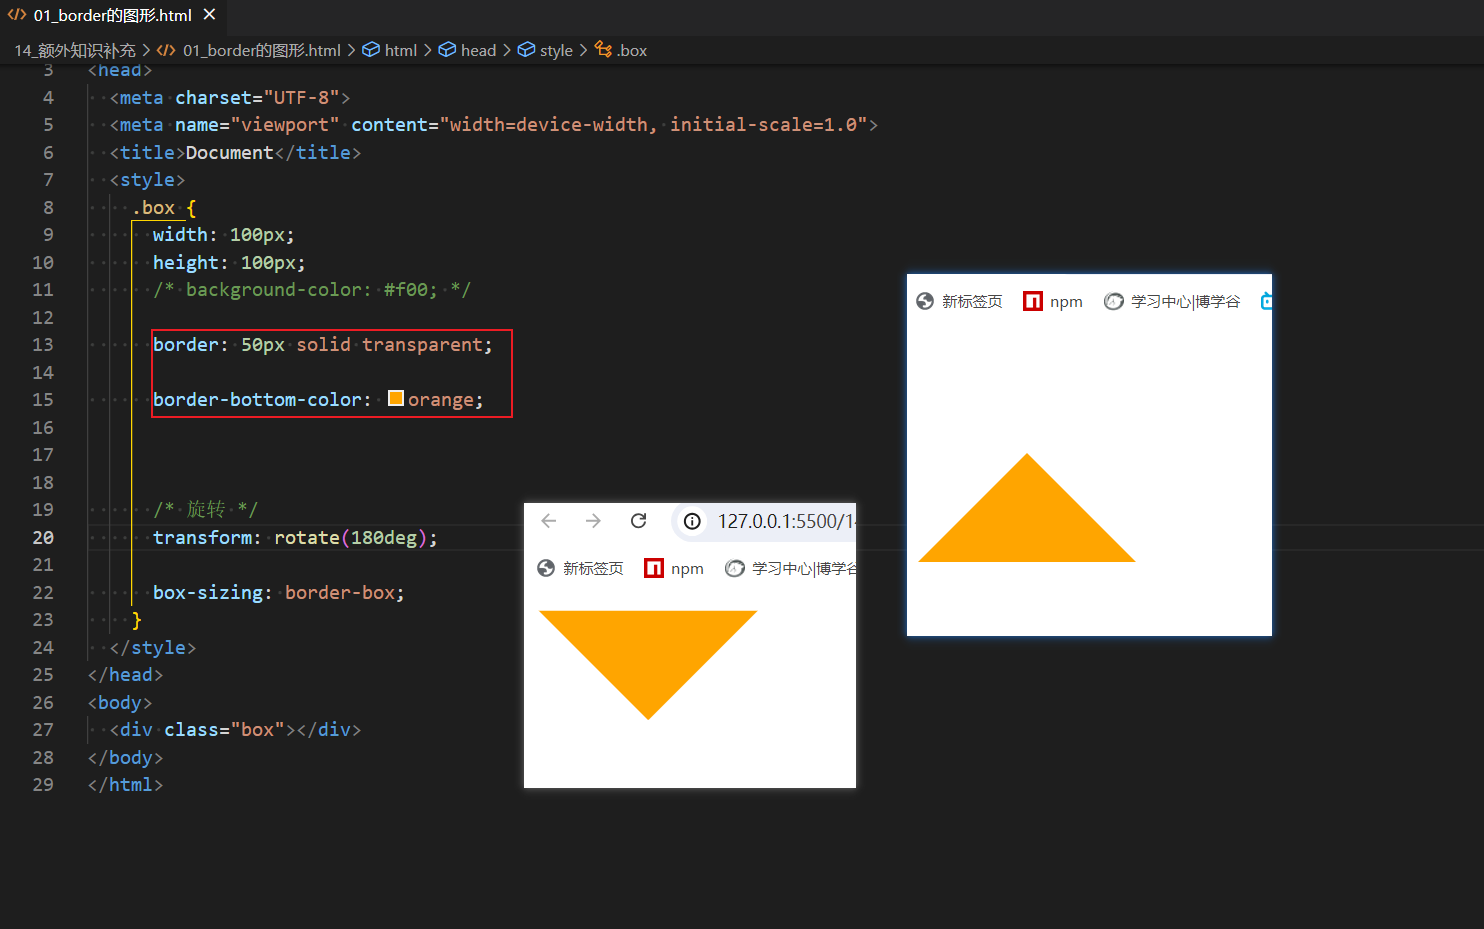 01_border的图形.html
14_额外知识补充 > 01_border的图形.html > html > head > style > .box
3 <head>
4 <meta charset="UTF-8">
5 <meta name="viewport" content="width=device-width, initial-scale=1.0">
6 <title>Document</title>
7 <style>
8 .box {
9 width: 100px;
10 height: 100px;
11 /* background-color: #f00; */
12
13 border: 50px solid transparent;
14
15 border-bottom-color: orange;
16
17
18
19 /* 旋转 */
20 transform: rotate(180deg);
21
22 box-sizing: border-box;
23 }
24 </style>
25 </head>
26 <body>
27 <div class="box"></div>
28 </body>
29 </html>
127.0.0.1:5500/1
新标签页 npm 学习中心|博学谷
新标签页 npm 学习中心|博学谷